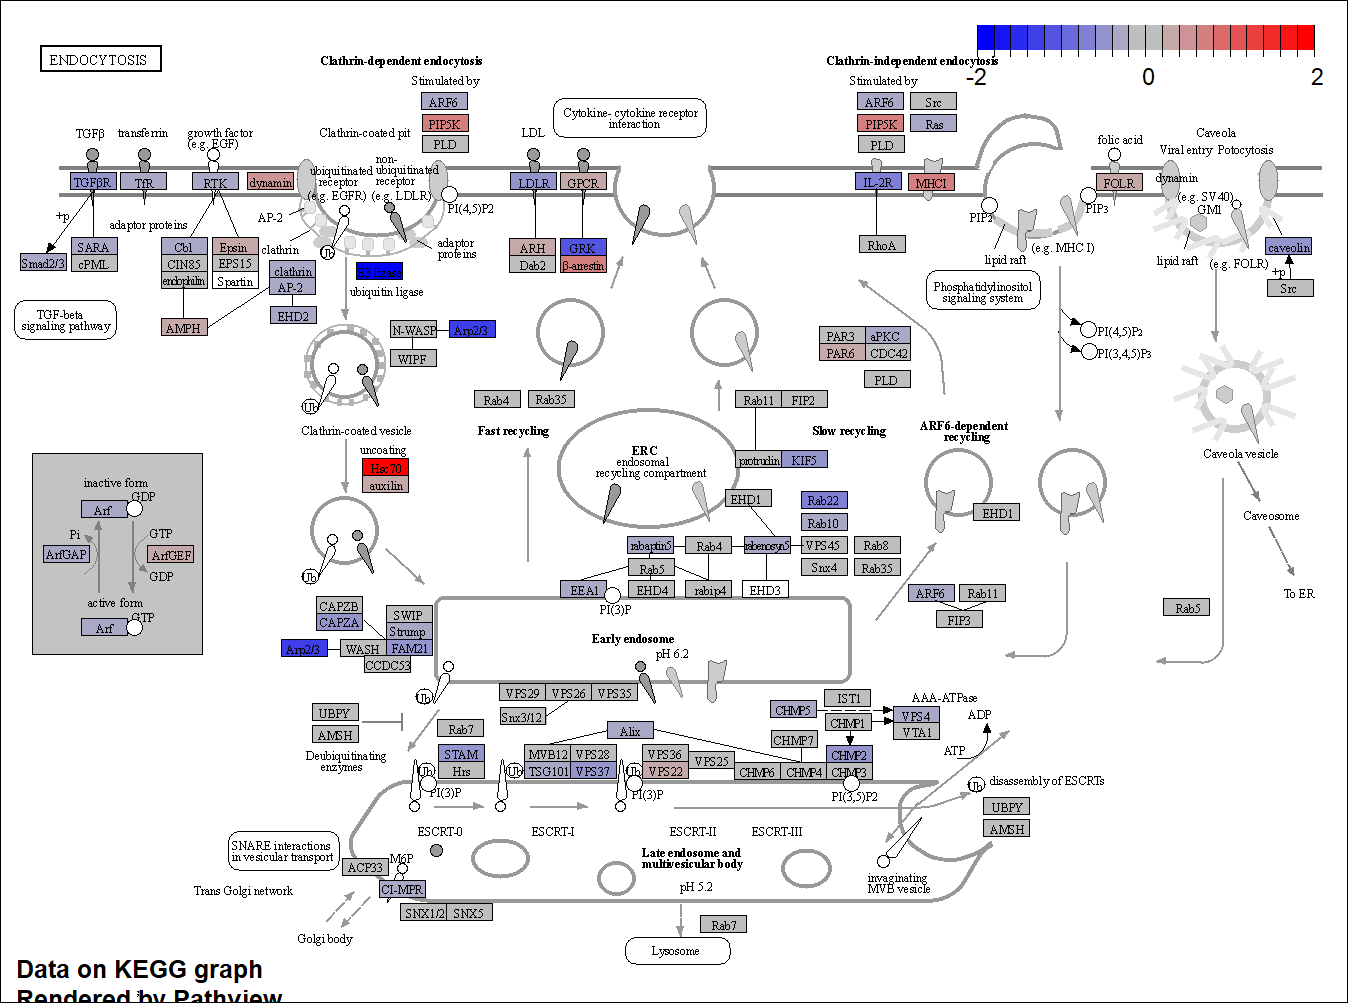 ENDOCYTOSIS
-2
0
2
Clathrin-dependent endocytosis
Stimulated by
ARF6
PIP5K
PLD
Clathrin-independent endocytosis
Stimulated by
ARF6
Src
PIP5K
Ras
PLD
Cytokine- cytokine receptor
interaction
TGFβ
transferrin
growth factor
(e.g. EGF)
Clathrin-coated pit
LDL
folic acid
Caveola
Viral entry Potocytosis
TGFβR
TfR
RTK
dynamin
ubiquitinated
receptor
(e.g. EGFR)
non-
ubiquitinated
receptor
(e.g. LDLR)
PI(4,5)P2
LDLR
GPCR
IL-2R
MHCI
FOLR
dynamin
(e.g. SV40)
GM1
PIP2
PIP3
+p
adaptor proteins
AP-2
clathrin
Ub
adaptor
proteins
Smad2/3
SARA
cPML
Cbl
CIN85
endophilin
Epsin
EPS15
Spartin
clathrin
AP-2
EHD2
AMPH
E3 Ligase
ubiquitin ligase
ARH
Dab2
GRK
β-arrestin
RhoA
lipid raft
(e.g. MHC I)
lipid raft
(e.g. FOLR)
caveolin
+p
Src
TGF-beta
signaling pathway
Phosphatidylinositol
signaling system
N-WASP
Arp2/3
WIPF
PAR3
aPKC
PAR6
CDC42
PLD
PI(4,5)P2
PI(3,4,5)P3
Ub
Clathrin-coated vesicle
uncoating
Hsc70
auxilin
Rab4
Rab35
Fast recycling
ERC
endosomal
recycling compartment
Rab11
FIP2
Slow recycling
protrudin
KIF5
ARF6-dependent
recycling
Caveola vesicle
Caveosome
To ER
inactive form
GDP
Arf
Pi
GTP
ArfGAP
ArfGEF
GDP
active form
GTP
Arf
Ub
EHD1
Rab22
Rab10
rabaptin5
Rab4
rabenosyn5
VPS45
Rab8
Rab5
Snx4
Rab35
EEA1
EHD4
rabip4
EHD3
PI(3)P
EHD1
ARF6
Rab11
FIP3
Rab5
CAPZB
CAPZA
SWIP
Strump
Arp2/3
WASH
FAM21
CCDC53
Early endosome
pH 6.2
Ub
VPS29
VPS26
VPS35
Snx3/12
UBPY
AMSH
Deubiquitinating
enzymes
Rab7
STAM
Hrs
Alix
MVB12
VPS28
TSG101
VPS37
VPS36
VPS22
VPS25
CHMP7
CHMP6
CHMP4
CHMP3
CHMP2
CHMP5
IST1
CHMP1
AAA-ATPase
VPS4
VTA1
ADP
ATP
Ub
PI(3)P
Ub
Ub
PI(3)P
PI(3,5)P2
Ub
disassembly of ESCRTs
UBPY
AMSH
ESCRT-0
ESCRT-I
ESCRT-II
ESCRT-III
SNARE interactions
in vesicular transport
ACP33
M6P
CI-MPR
Late endosome and
multivesicular body
pH 5.2
invaginating
MVB vesicle
Trans Golgi network
SNX1/2
SNX5
Golgi body
Rab7
Lysosome
Data on KEGG graph
Rendered by Pathview